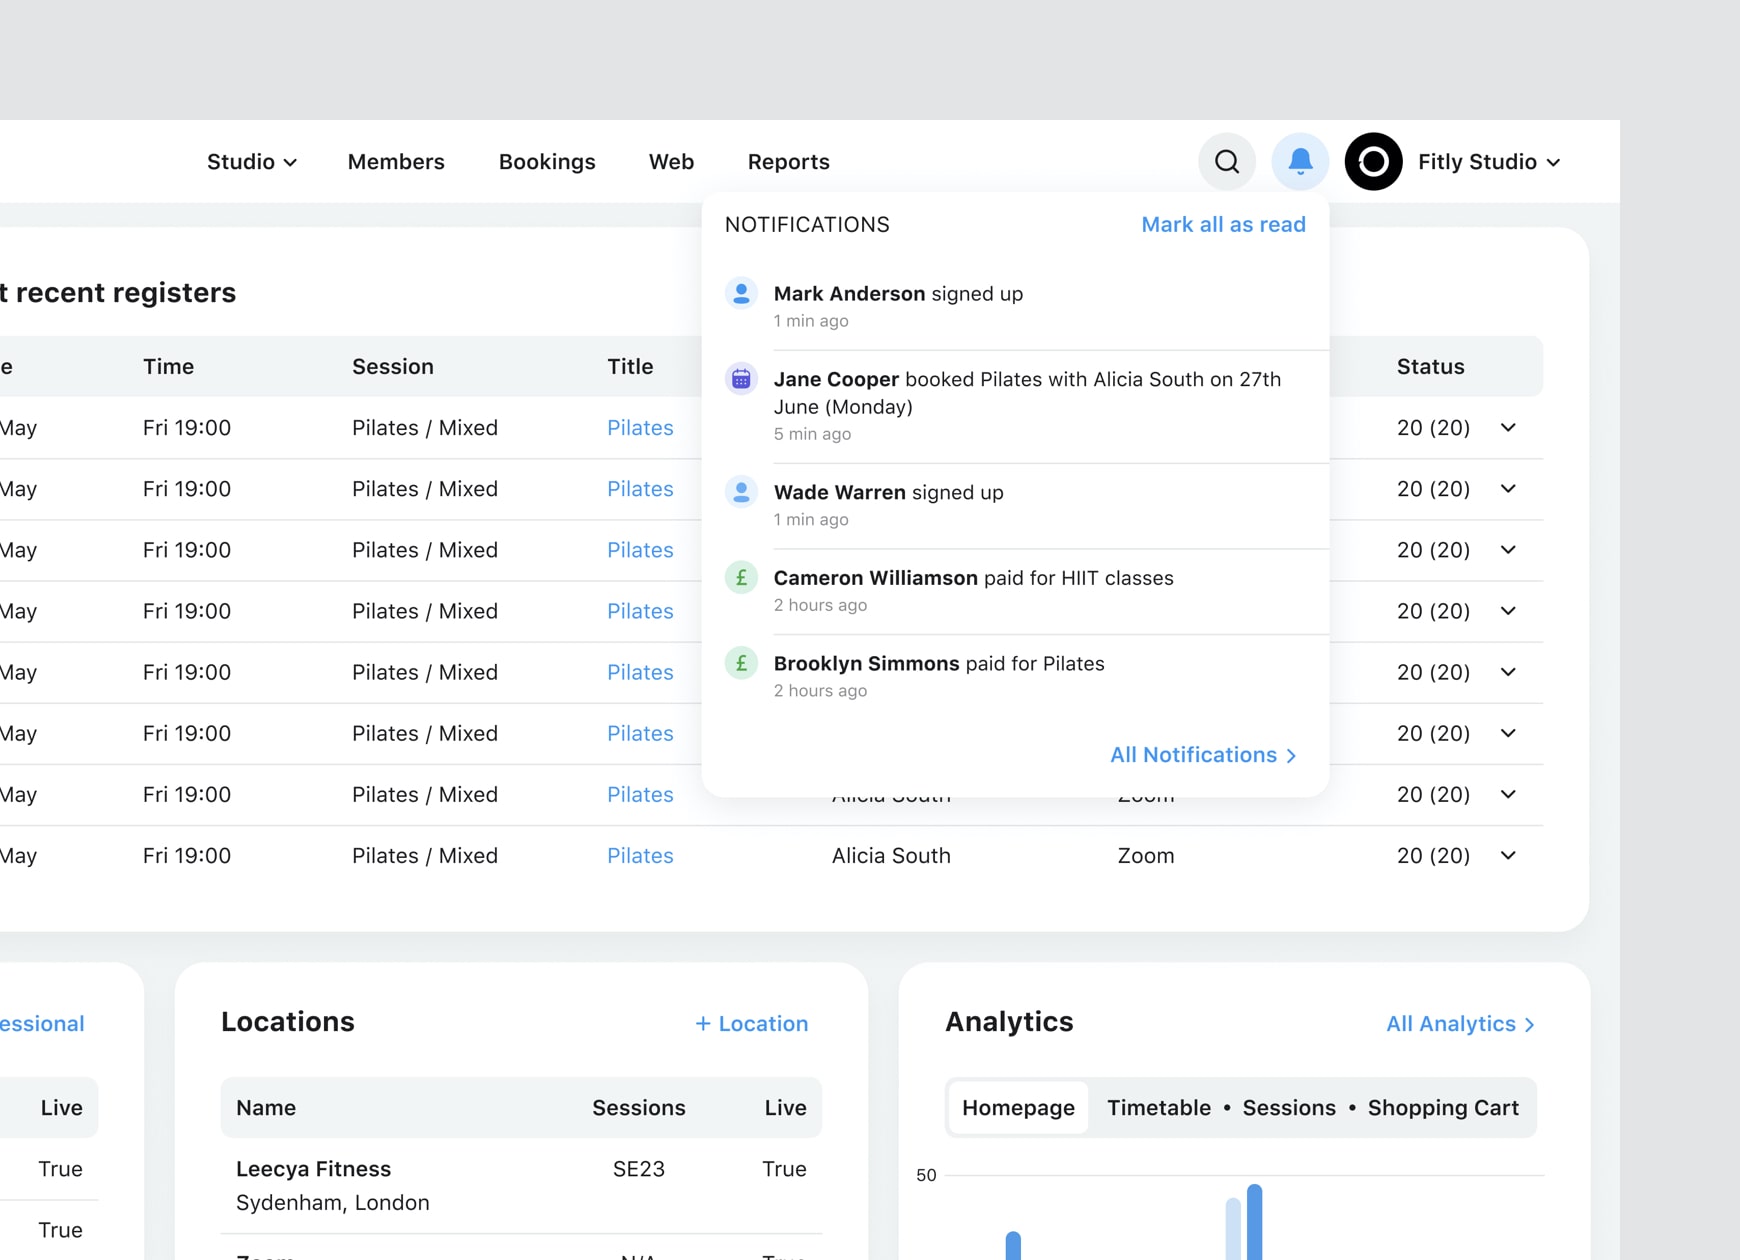 Studio
Members
Bookings
Web
Reports
Fitly Studio
NOTIFICATIONS
Mark all as read
Mark Anderson signed up
1 min ago
Jane Cooper booked Pilates with Alicia South on 27th
June (Monday)
5 min ago
Wade Warren signed up
1 min ago
£
Cameron Williamson paid for HIIT classes
2 hours ago
£
Brooklyn Simmons paid for Pilates
2 hours ago
All Notifications
t recent registers
e Time Session Title Status
May Fri 19:00 Pilates / Mixed Pilates 20 (20)
May Fri 19:00 Pilates / Mixed Pilates 20 (20)
May Fri 19:00 Pilates / Mixed Pilates 20 (20)
May Fri 19:00 Pilates / Mixed Pilates 20 (20)
May Fri 19:00 Pilates / Mixed Pilates 20 (20)
May Fri 19:00 Pilates / Mixed Pilates 20 (20)
May Fri 19:00 Pilates / Mixed Pilates Alicia South Zoom 20 (20)
May Fri 19:00 Pilates / Mixed Pilates Alicia South Zoom 20 (20)
essional
Live
True
True
Locations
+ Location
Name Sessions Live
Leecya Fitness SE23 True
Sydenham, London
Zoom N/A True
Analytics
All Analytics
Homepage Timetable • Sessions • Shopping Cart
50